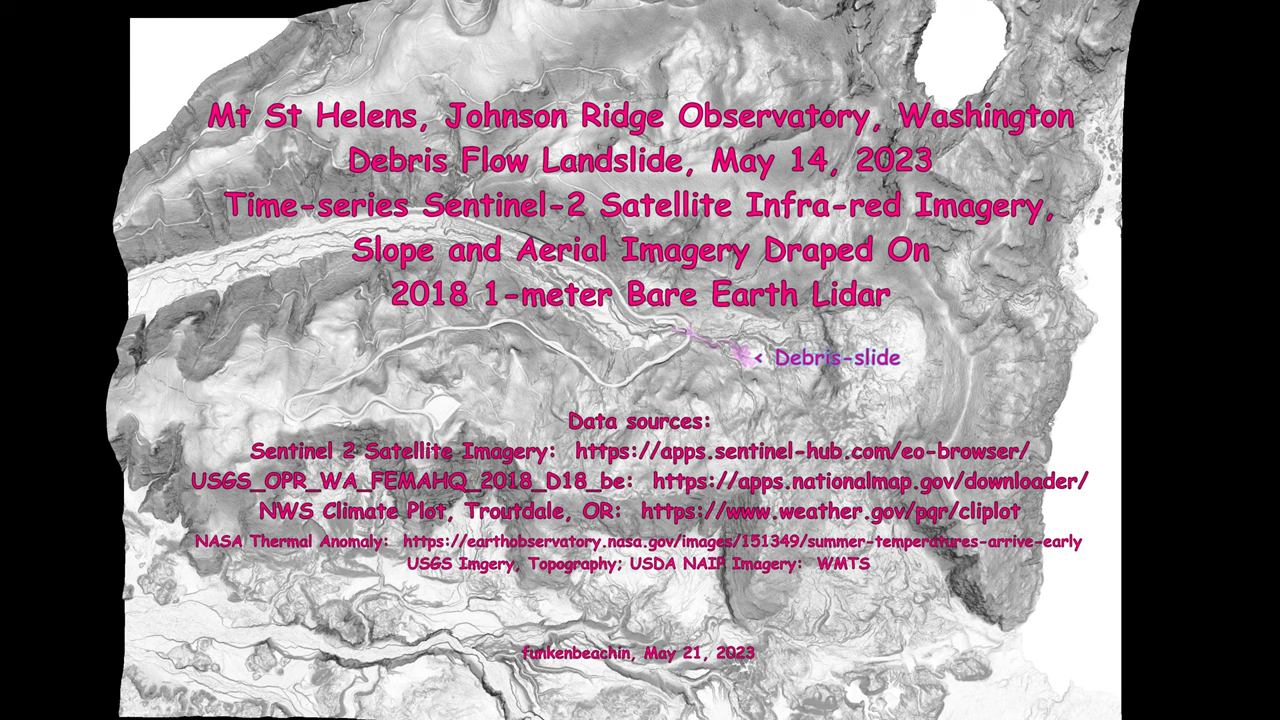 Mt St Helens, Johnson Ridge Observatory, Washington
Debris Flow Landslide, May 14, 2023
Time-series Sentinel-2 Satellite Infra-red Imagery,
Slope and Aerial Imagery Draped On
2018 1-meter Bare Earth Lidar
< Debris-slide
Data sources:
Sentinel 2 Satellite Imagery: https://apps.sentinel-hub.com/eo-browser/
USGS_OPR_WA_FEMAHQ_2018_D18_be: https://apps.nationalmap.gov/downloader/
NWS Climate Plot, Troutdale, OR: https://www.weather.gov/pqr/cliplot
NASA Thermal Anomaly: https://earthobservatory.nasa.gov/images/151349/summer-temperatures-arrive-early
USGS Imgery, Topography; USDA NAIP Imagery: WMTS
funkenbeachin, May 21, 2023